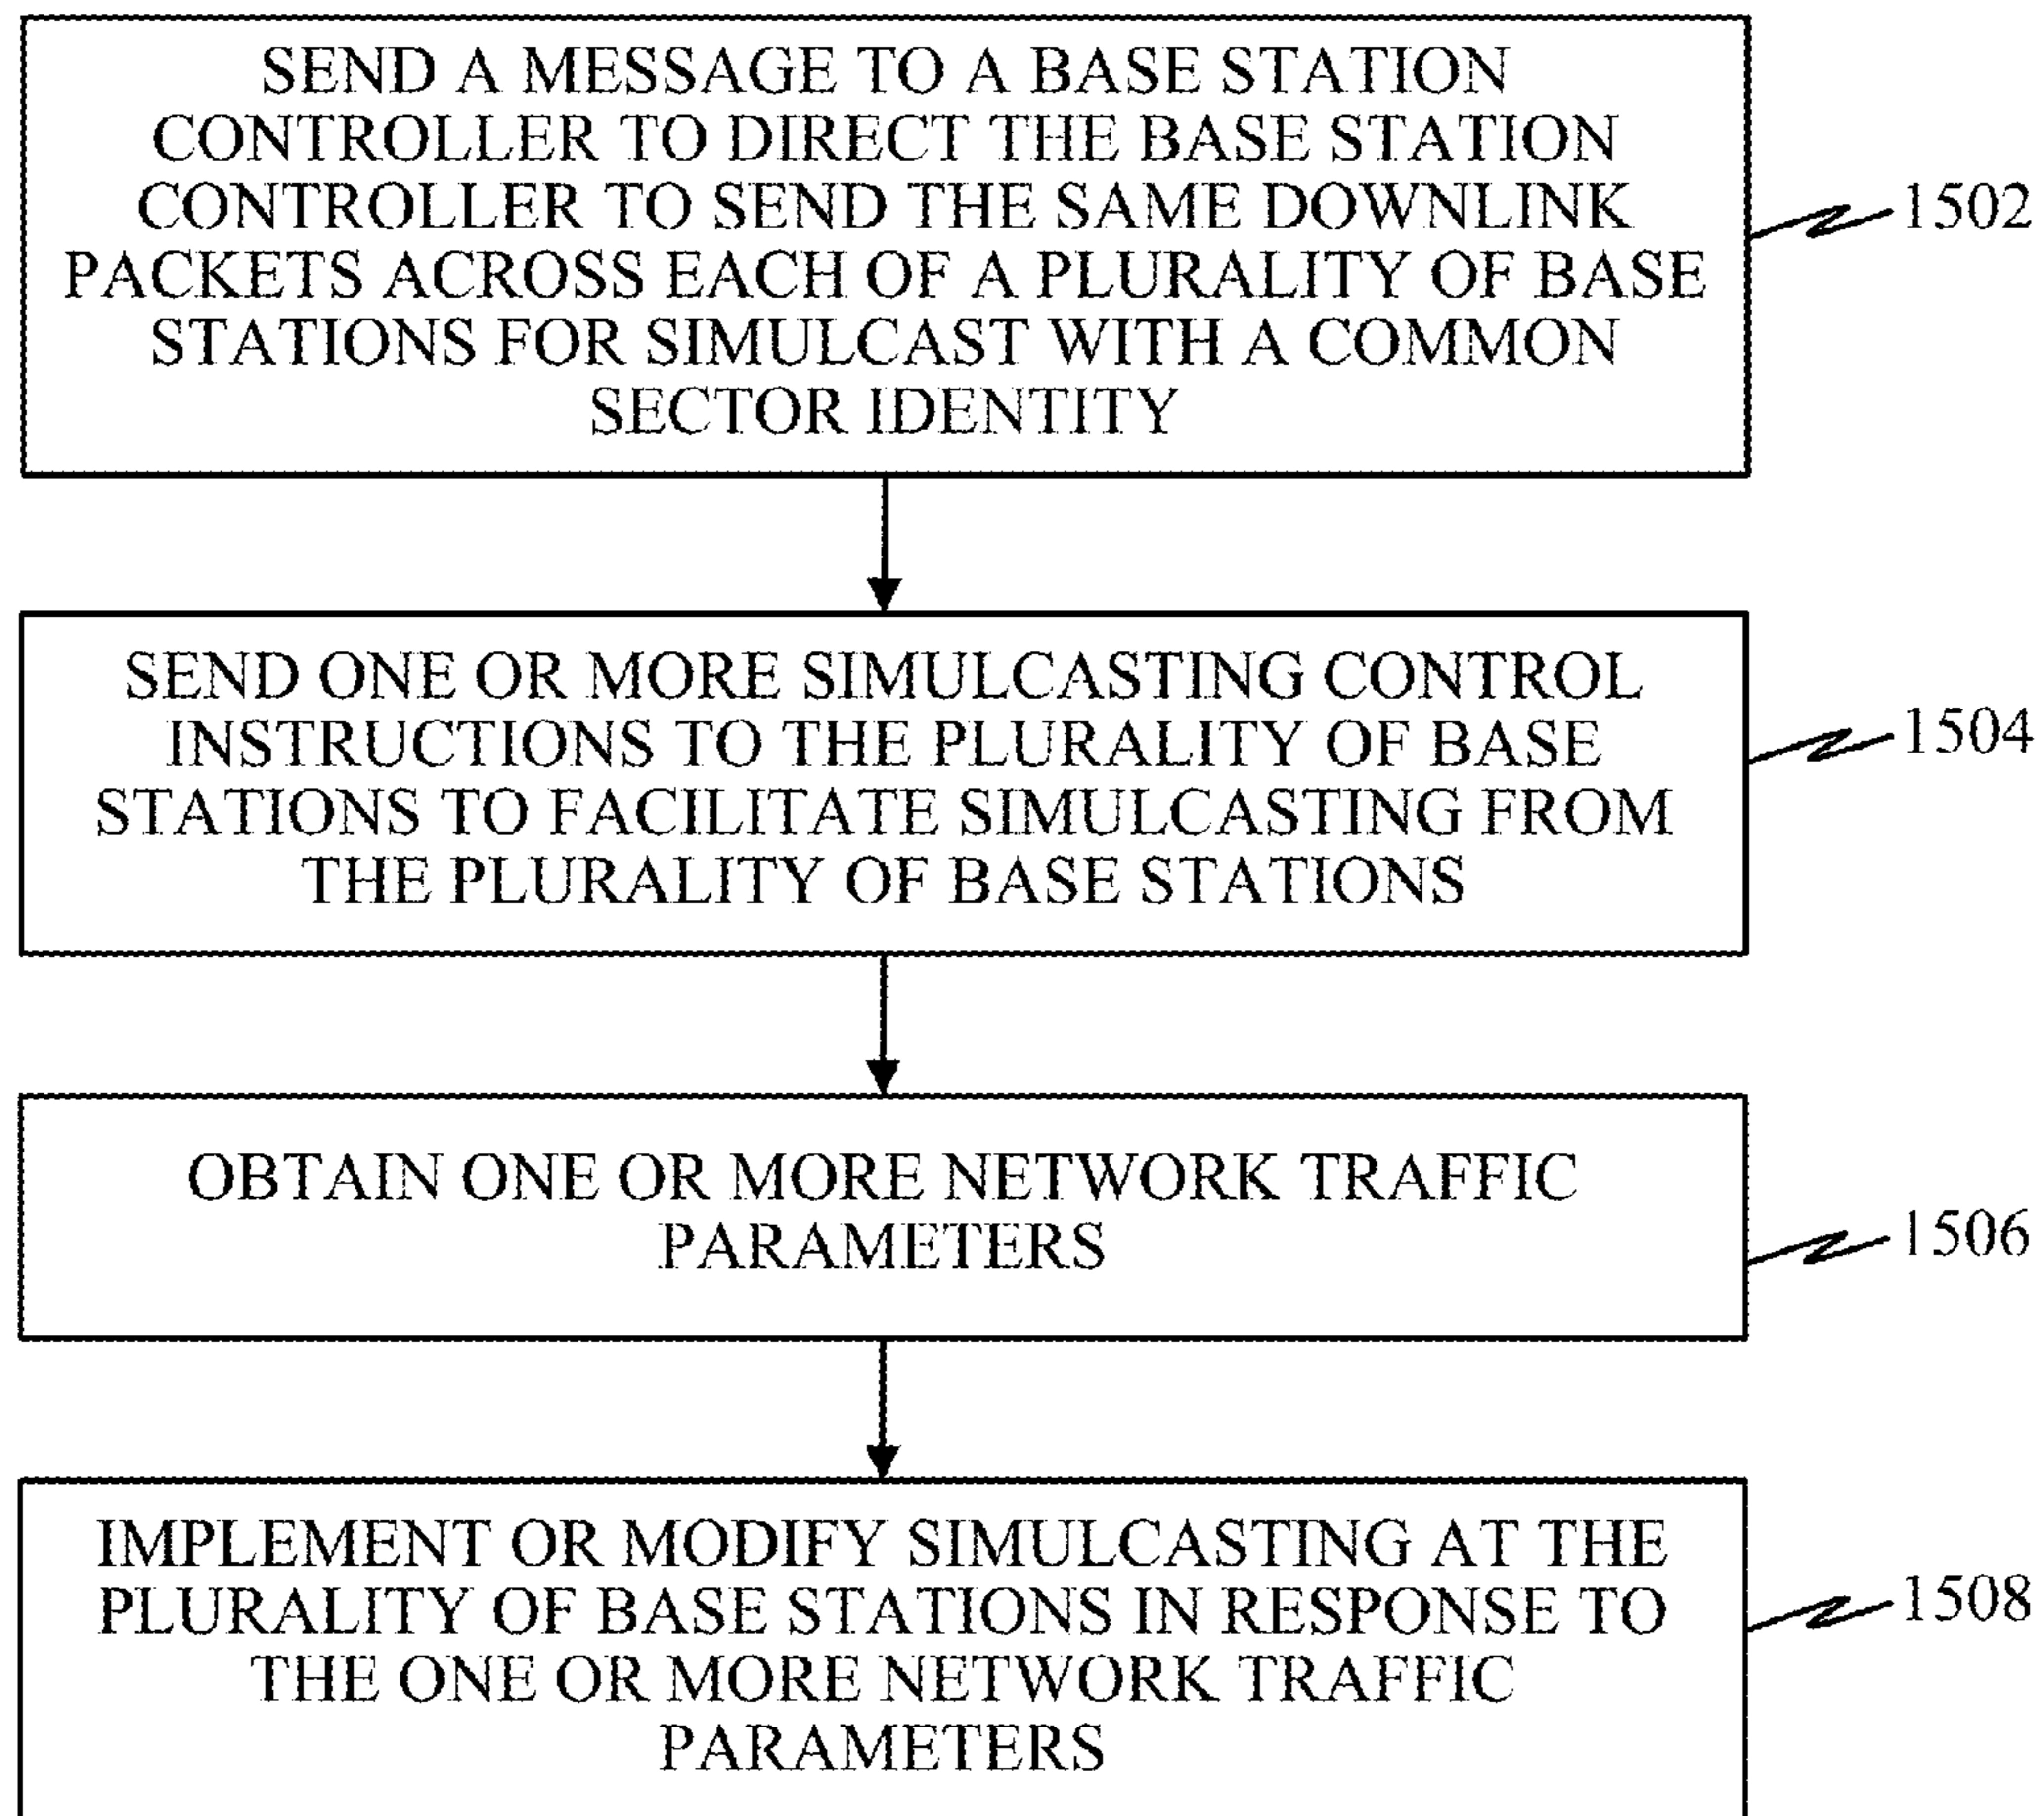 SEND A MESSAGE TO A BASE STATION
CONTROLLER TO DIRECT THE BASE STATION
CONTROLLER TO SEND THE SAME DOWNLINK
PACKETS ACROSS EACH OF A PLURALITY OF BASE
STATIONS FOR SIMULCAST WITH A COMMON
SECTOR IDENTITY
1502
SEND ONE OR MORE SIMULCASTING CONTROL
INSTRUCTIONS TO THE PLURALITY OF BASE
STATIONS TO FACILITATE SIMULCASTING FROM
THE PLURALITY OF BASE STATIONS
1504
OBTAIN ONE OR MORE NETWORK TRAFFIC
PARAMETERS
1506
IMPLEMENT OR MODIFY SIMULCASTING AT THE
PLURALITY OF BASE STATIONS IN RESPONSE TO
THE ONE OR MORE NETWORK TRAFFIC
PARAMETERS
1508